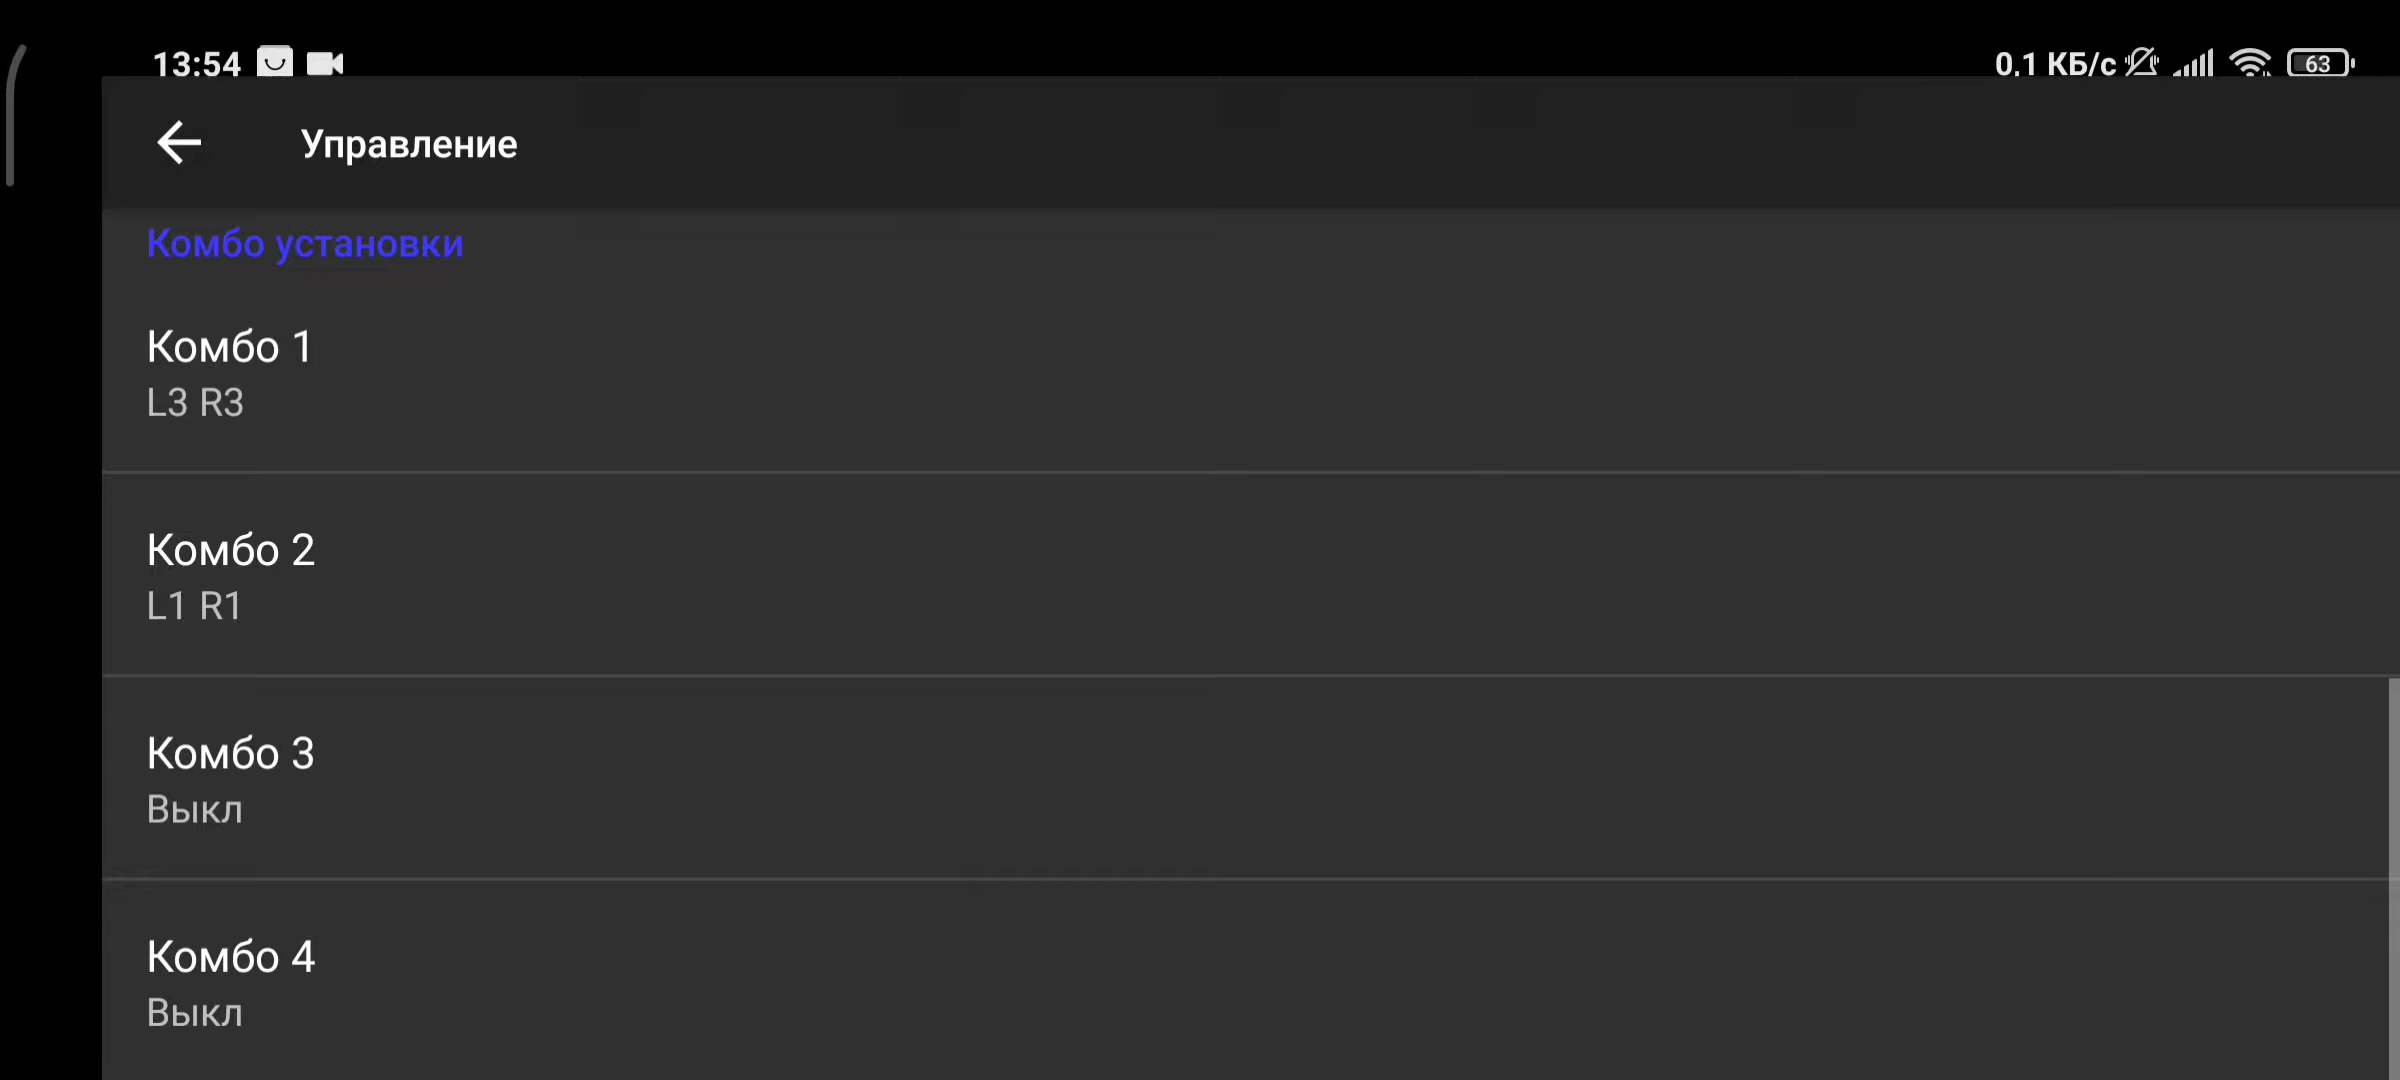 13:54
0,1 КБ/с
63
Управление
Комбо установки
Комбо 1
L3 R3
Комбо 2
L1 R1
Комбо 3
Выкл
Комбо 4
Выкл